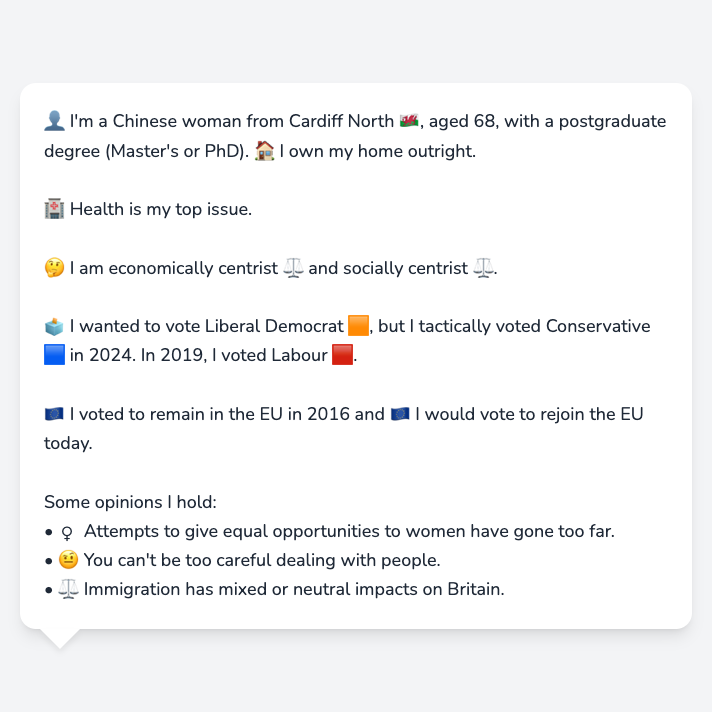 👤 I'm a Chinese woman from Cardiff North 🏴󠁧󠁢󠁷󠁬󠁳󠁿, aged 68, with a postgraduate
degree (Master's or PhD). 🏠 I own my home outright.
🏥 Health is my top issue.
🤔 I am economically centrist ⚖️ and socially centrist ⚖️.
🗳️ I wanted to vote Liberal Democrat 🟧, but I tactically voted Conservative
🟦 in 2024. In 2019, I voted Labour 🟥.
🇪🇺 I voted to remain in the EU in 2016 and 🇪🇺 I would vote to rejoin the EU
today.
Some opinions I hold:
• ♀ Attempts to give equal opportunities to women have gone too far.
• 🤨 You can't be too careful dealing with people.
• ⚖️ Immigration has mixed or neutral impacts on Britain.